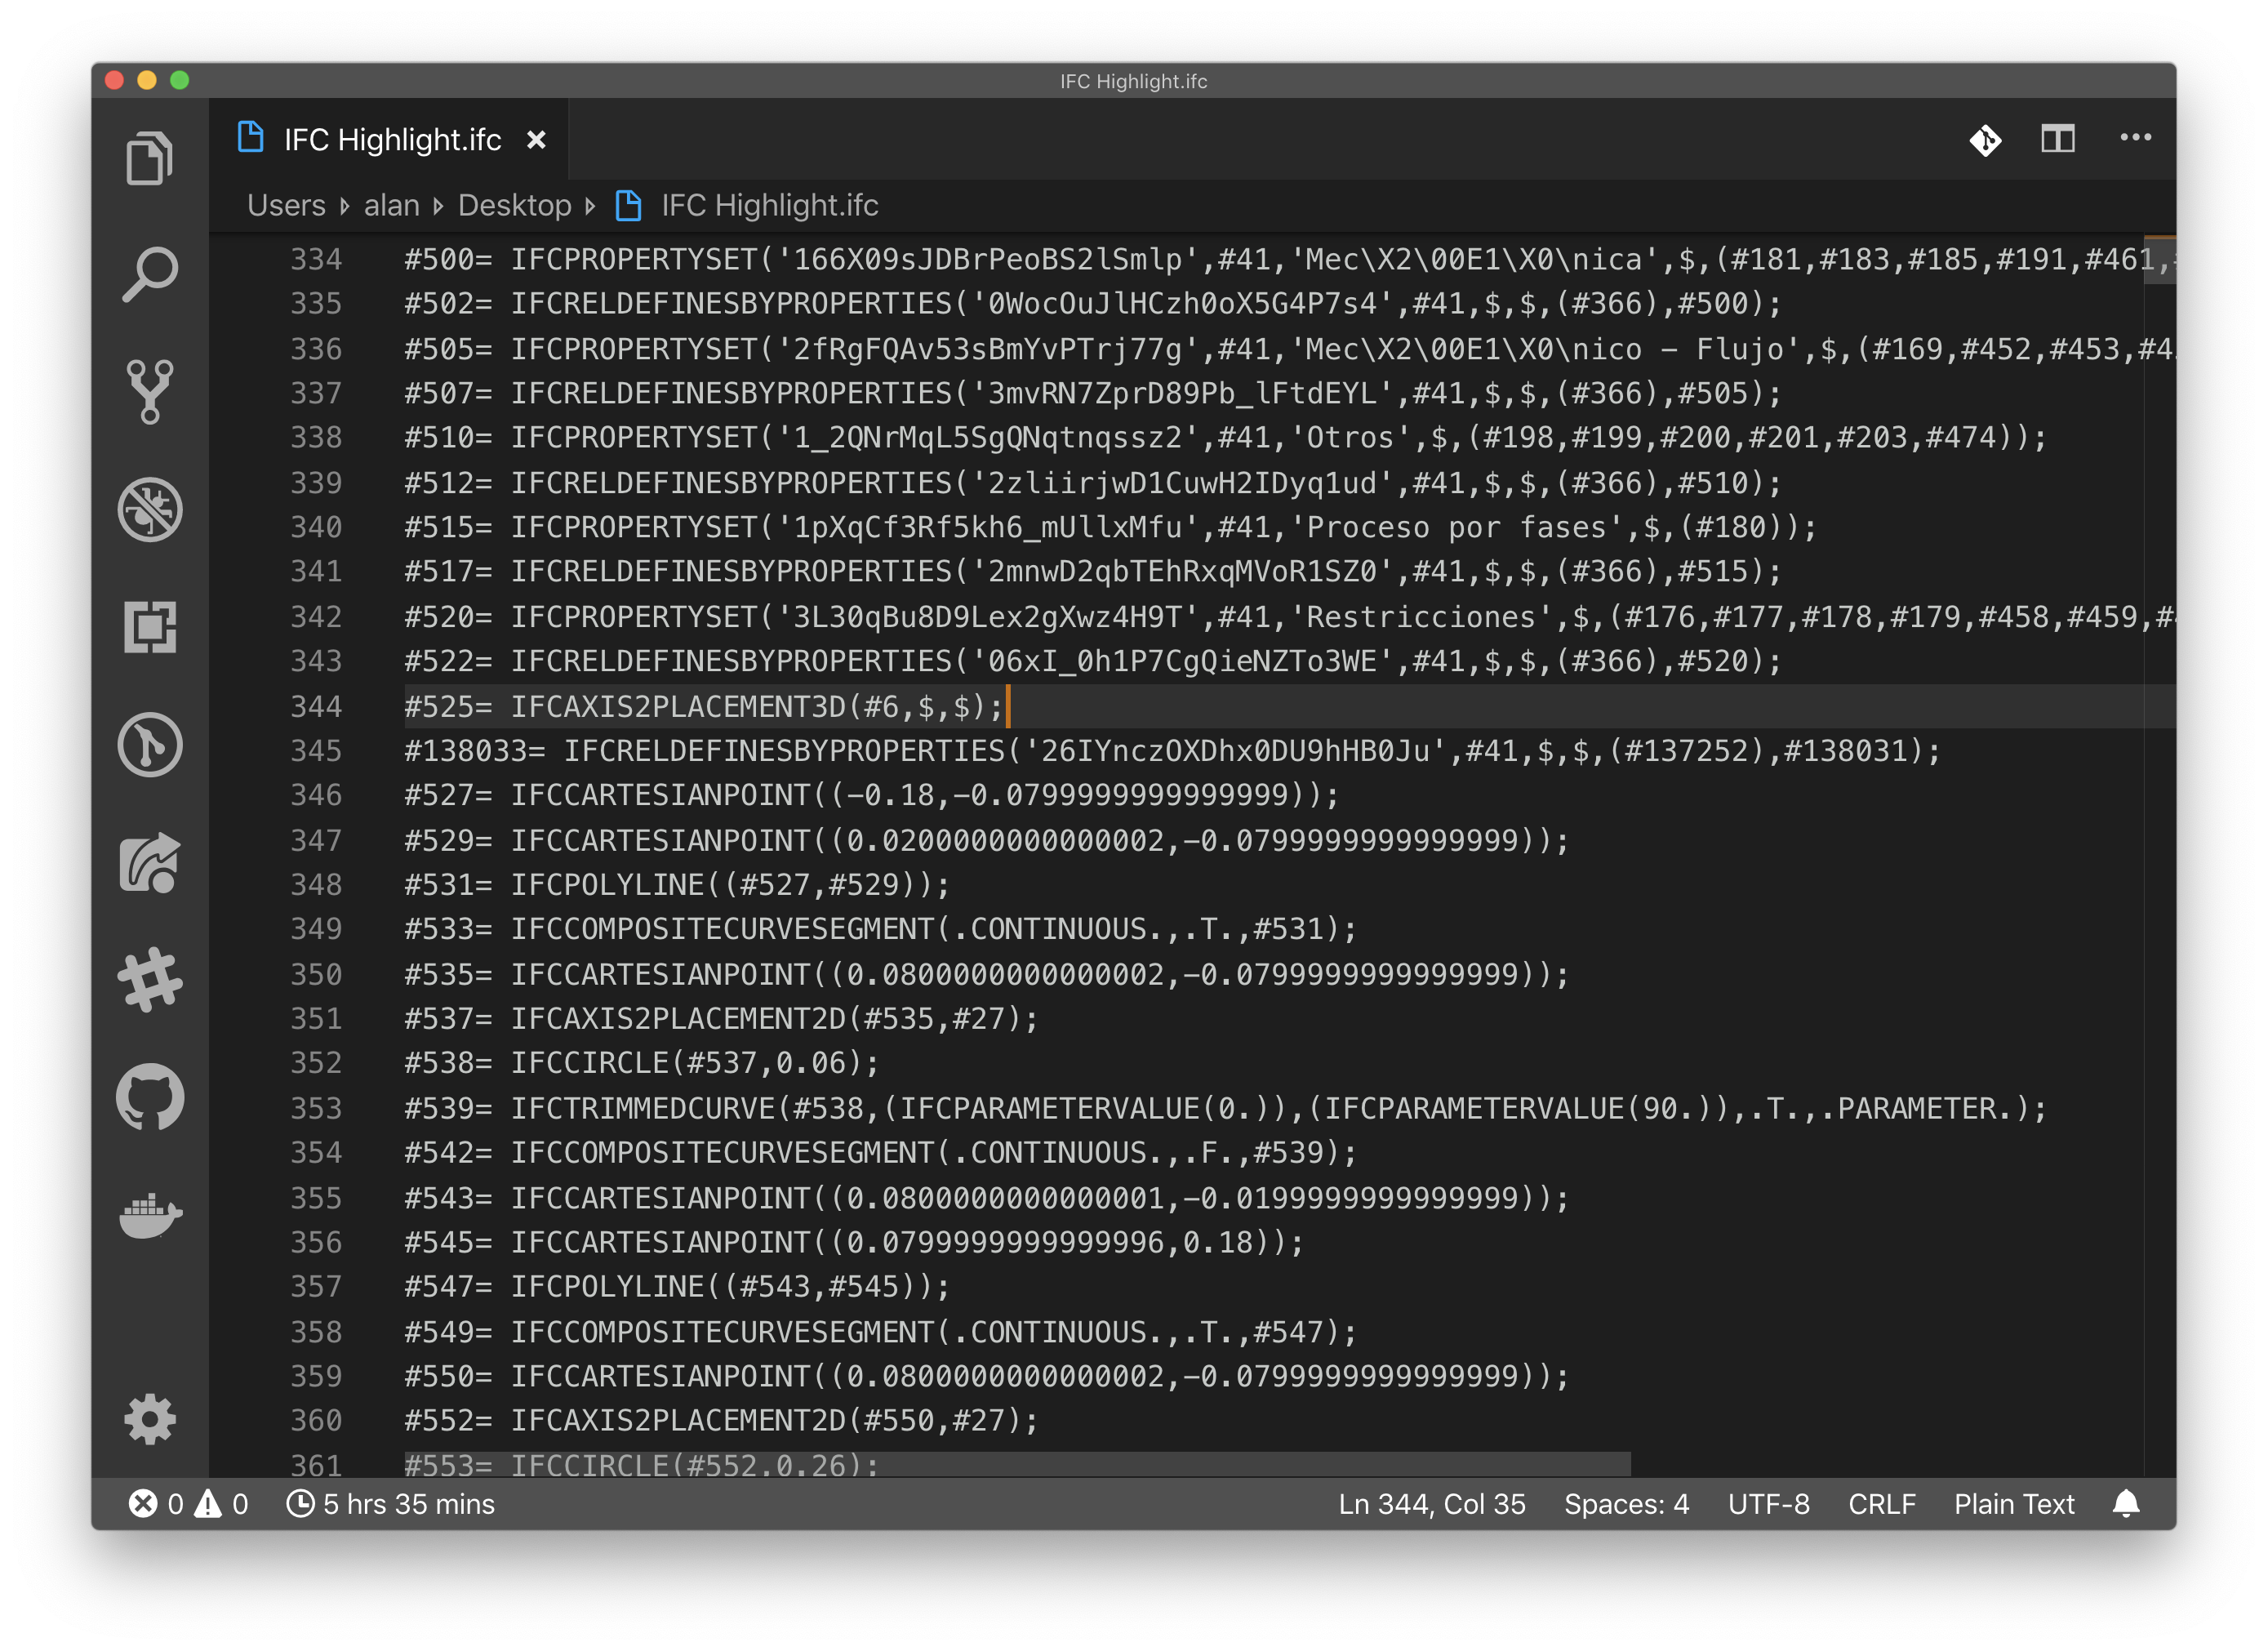 IFC Highlight.ifc
IFC Highlight.ifc
Users alan Desktop IFC Highlight.ifc
334 #500= IFCPROPERTYSET('166X09sJDBrPeoBS2lSmlp',#41,'Mec\X2\00E1\X0\nica',$,(#181,#183,#185,#191,#461,
335 #502= IFCRELDEFINESBYPROPERTIES('0WocOuJlHCzh0oX5G4P7s4',#41,$,$,(#366),#500);
336 #505= IFCPROPERTYSET('2fRgFQAv53sBmYvPTrj77g',#41,'Mec\X2\00E1\X0\nico - Flujo',$,(#169,#452,#453,#4
337 #507= IFCRELDEFINESBYPROPERTIES('3mvRN7ZprD89Pb_lFtdEYL',#41,$,$,(#366),#505);
338 #510= IFCPROPERTYSET('1_2QNrMqL5SgQNqtnqssz2',#41,'Otros',$,(#198,#199,#200,#201,#203,#474));
339 #512= IFCRELDEFINESBYPROPERTIES('2zliirjwD1CuwH2IDyq1ud',#41,$,$,(#366),#510);
340 #515= IFCPROPERTYSET('1pXqCf3Rf5kh6_mUllxMfu',#41,'Proceso por fases',$,(#180));
341 #517= IFCRELDEFINESBYPROPERTIES('2mnwD2qbTEhRxqMVoR1SZ0',#41,$,$,(#366),#515);
342 #520= IFCPROPERTYSET('3L30qBu8D9Lex2gXwz4H9T',#41,'Restricciones',$,(#176,#177,#178,#179,#458,#459,#
343 #522= IFCRELDEFINESBYPROPERTIES('06xI_0h1P7CgQieNZTo3WE',#41,$,$,(#366),#520);
344 #525= IFCAXIS2PLACEMENT3D(#6,$,$);
345 #138033= IFCRELDEFINESBYPROPERTIES('26IYnczOXDhx0DU9hHB0Ju',#41,$,$,(#137252),#138031);
346 #527= IFCCARTESIANPOINT((-0.18,-0.0799999999999999));
347 #529= IFCCARTESIANPOINT((0.0200000000000002,-0.0799999999999999));
348 #531= IFCPOLYLINE((#527,#529));
349 #533= IFCCOMPOSITECURVESEGMENT(.CONTINUOUS.,.T.,#531);
350 #535= IFCCARTESIANPOINT((0.0800000000000002,-0.0799999999999999));
351 #537= IFCAXIS2PLACEMENT2D(#535,#27);
352 #538= IFCCIRCLE(#537,0.06);
353 #539= IFCTRIMMEDCURVE(#538,(IFCPARAMETERVALUE(0.)),(IFCPARAMETERVALUE(90.)),.T.,.PARAMETER.);
354 #542= IFCCOMPOSITECURVESEGMENT(.CONTINUOUS.,.F.,#539);
355 #543= IFCCARTESIANPOINT((0.0800000000000001,-0.0199999999999999));
356 #545= IFCCARTESIANPOINT((0.0799999999999996,0.18));
357 #547= IFCPOLYLINE((#543,#545));
358 #549= IFCCOMPOSITECURVESEGMENT(.CONTINUOUS.,.T.,#547);
359 #550= IFCCARTESIANPOINT((0.0800000000000002,-0.0799999999999999));
360 #552= IFCAXIS2PLACEMENT2D(#550,#27);
361 #553= IFCCIRCLE(#552,0.26);
0 0 5 hrs 35 mins Ln 344, Col 35 Spaces: 4 UTF-8 CRLF Plain Text